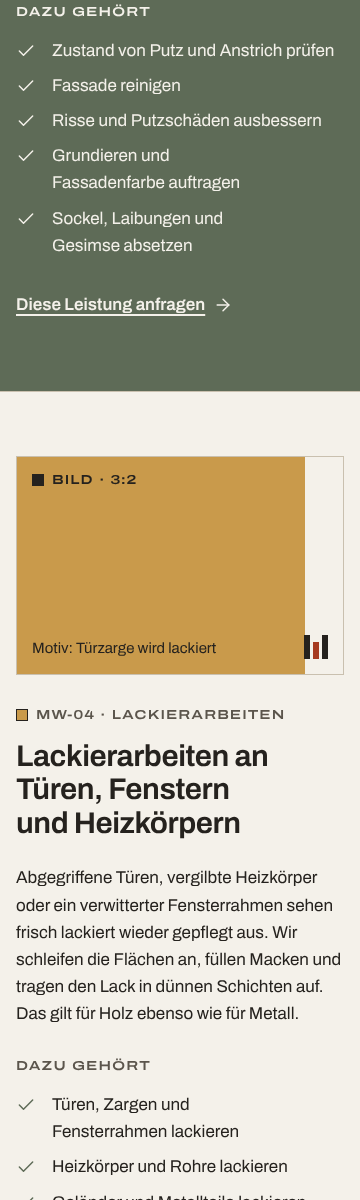 DAZU GEHÖRT
Zustand von Putz und Anstrich prüfen
Fassade reinigen
Risse und Putzschäden ausbessern
Grundieren und
Fassadenfarbe auftragen
Sockel, Laibungen und
Gesimse absetzen
Diese Leistung anfragen
BILD · 3:2
Motiv: Türzarge wird lackiert
MW-04 · LACKIERARBEITEN
Lackierarbeiten an
Türen, Fenstern
und Heizkörpern
Abgegriffene Türen, vergilbte Heizkörper
oder ein verwitterter Fensterrahmen sehen
frisch lackiert wieder gepflegt aus. Wir
schleifen die Flächen an, füllen Macken und
tragen den Lack in dünnen Schichten auf.
Das gilt für Holz ebenso wie für Metall.
DAZU GEHÖRT
Türen, Zargen und
Fensterrahmen lackieren
Heizkörper und Rohre lackieren
Geländer und Metallteile lackieren